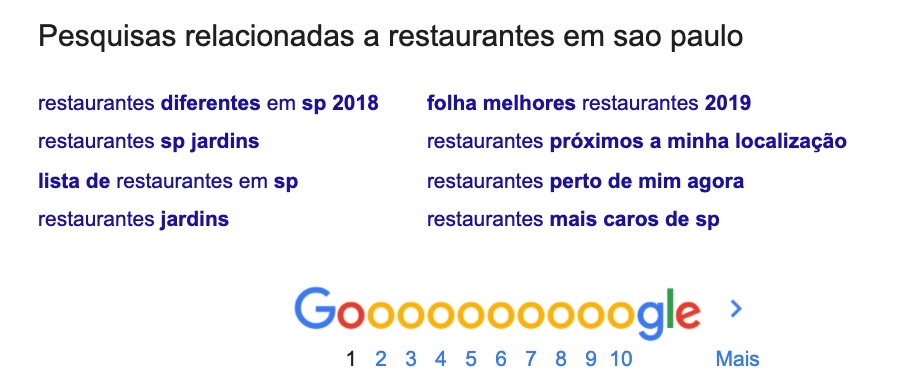 Pesquisas relacionadas a restaurantes em sao paulo
restaurantes diferentes em sp 2018
restaurantes sp jardins
lista de restaurantes em sp
restaurantes jardins
folha melhores restaurantes 2019
restaurantes próximos a minha localização
restaurantes perto de mim agora
restaurantes mais caros de sp
Goooooooooogle >
1 2 3 4 5 6 7 8 9 10 Mais